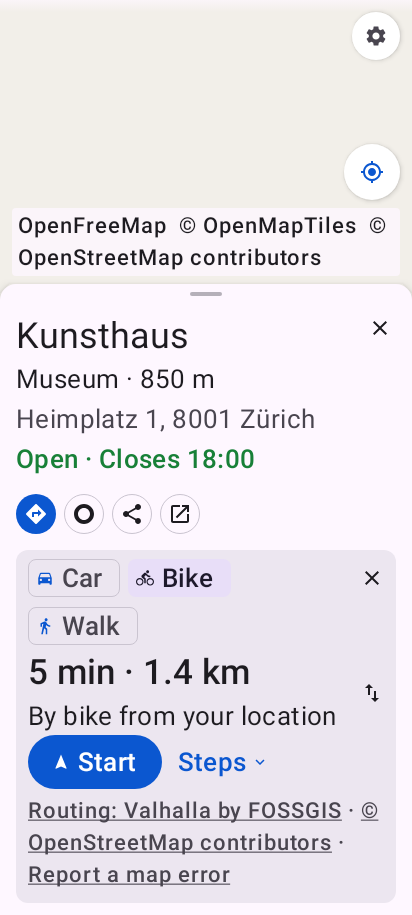 OpenFreeMap © OpenMapTiles ©
OpenStreetMap contributors
Kunsthaus
Museum · 850 m
Heimplatz 1, 8001 Zürich
Open · Closes 18:00
Car
Bike
Walk
5 min · 1.4 km
By bike from your location
Start
Steps
Routing: Valhalla by FOSSGIS · ©
OpenStreetMap contributors ·
Report a map error